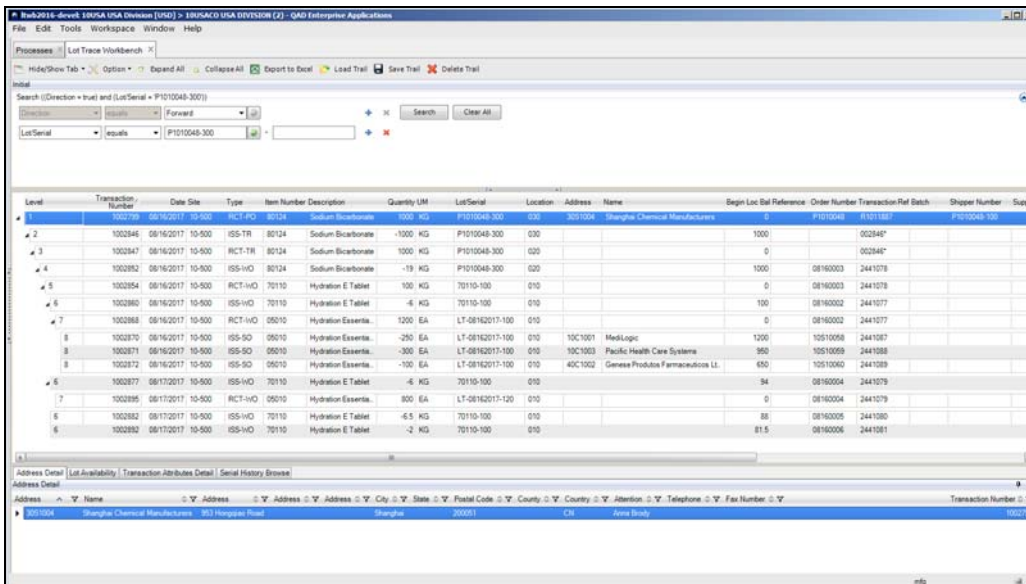 ltwb2016-devel: 10USA USA Division [USD] > 10USACO USA DIVISION (2) - QAD Enterprise Applications
File Edit Tools Workspace Window Help
Processes Lot Trace Workbench
Hide/Show Tab Option Expand All Collapse All Export to Excel Load Trail Save Trail Delete Trail
Initial
Search ((Direction = true) and (Lot/Serial = 'P1010048-300'))
Direction equals Forward Search Clear All
Lot/Serial equals P1010048-300 -
Level Transaction Number Date Site Type Item Number Description Quantity UM Lot/Serial Location Address Name Begin Loc Bal Reference Order Number Transaction Ref Batch Shipper Number
1 1002799 08/16/2017 10-500 RCT-PO 80124 Sodium Bicarbonate 1000 KG P1010048-300 030 30S1004 Shanghai Chemical Manufacturers 0 P1010048 R1011887 P1010048-100
2 1002846 08/16/2017 10-500 ISS-TR 80124 Sodium Bicarbonate -1000 KG P1010048-300 030 1000 002846*
3 1002847 08/16/2017 10-500 RCT-TR 80124 Sodium Bicarbonate 1000 KG P1010048-300 020 0 002846*
4 1002852 08/16/2017 10-500 ISS-WO 80124 Sodium Bicarbonate -19 KG P1010048-300 020 1000 08160003 2441078
5 1002854 08/16/2017 10-500 RCT-WO 70110 Hydration E Tablet 100 KG 70110-100 010 0 08160003 2441078
6 1002860 08/16/2017 10-500 ISS-WO 70110 Hydration E Tablet -6 KG 70110-100 010 100 08160002 2441077
7 1002868 08/16/2017 10-500 RCT-WO 05010 Hydration Essentia.. 1200 EA LT-08162017-100 010 0 08160002 2441077
8 1002870 08/16/2017 10-500 ISS-SO 05010 Hydration Essentia.. -250 EA LT-08162017-100 010 10C1001 MediLogic 1200 10S10058 2441087
8 1002871 08/16/2017 10-500 ISS-SO 05010 Hydration Essentia.. -300 EA LT-08162017-100 010 10C1003 Pacific Health Care Systems 950 10S10059 2441088
8 1002872 08/16/2017 10-500 ISS-SO 05010 Hydration Essentia.. -100 EA LT-08162017-100 010 40C1002 Genese Produtos Farmaceuticos Lt.. 650 10S10060 2441089
6 1002877 08/17/2017 10-500 ISS-WO 70110 Hydration E Tablet -6 KG 70110-100 010 94 08160004 2441079
7 1002895 08/17/2017 10-500 RCT-WO 05010 Hydration Essentia.. 800 EA LT-08162017-120 010 0 08160004 2441079
6 1002882 08/17/2017 10-500 ISS-WO 70110 Hydration E Tablet -6.5 KG 70110-100 010 88 08160005 2441080
6 1002892 08/17/2017 10-500 ISS-WO 70110 Hydration E Tablet -2 KG 70110-100 010 81.5 08160006 2441081
Address Detail Lot Availability Transaction Attributes Detail Serial History Browse
Address Detail
Address Name Address Address Address City State Postal Code County Country Attention Telephone Fax Number Transaction Number
30S1004 Shanghai Chemical Manufacturers 953 Hongqiao Road Shanghai 200051 CN Anne Brody
mfg